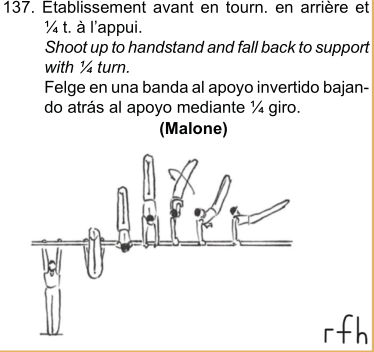 137. Etablissement avant en tourn. en arrière et
¼ t. à l'appui.
Shoot up to handstand and fall back to support
with ¼ turn.
Felge en una banda al apoyo invertido bajan-
do atrás al apoyo mediante ¼ giro.
(Malone)
rfh